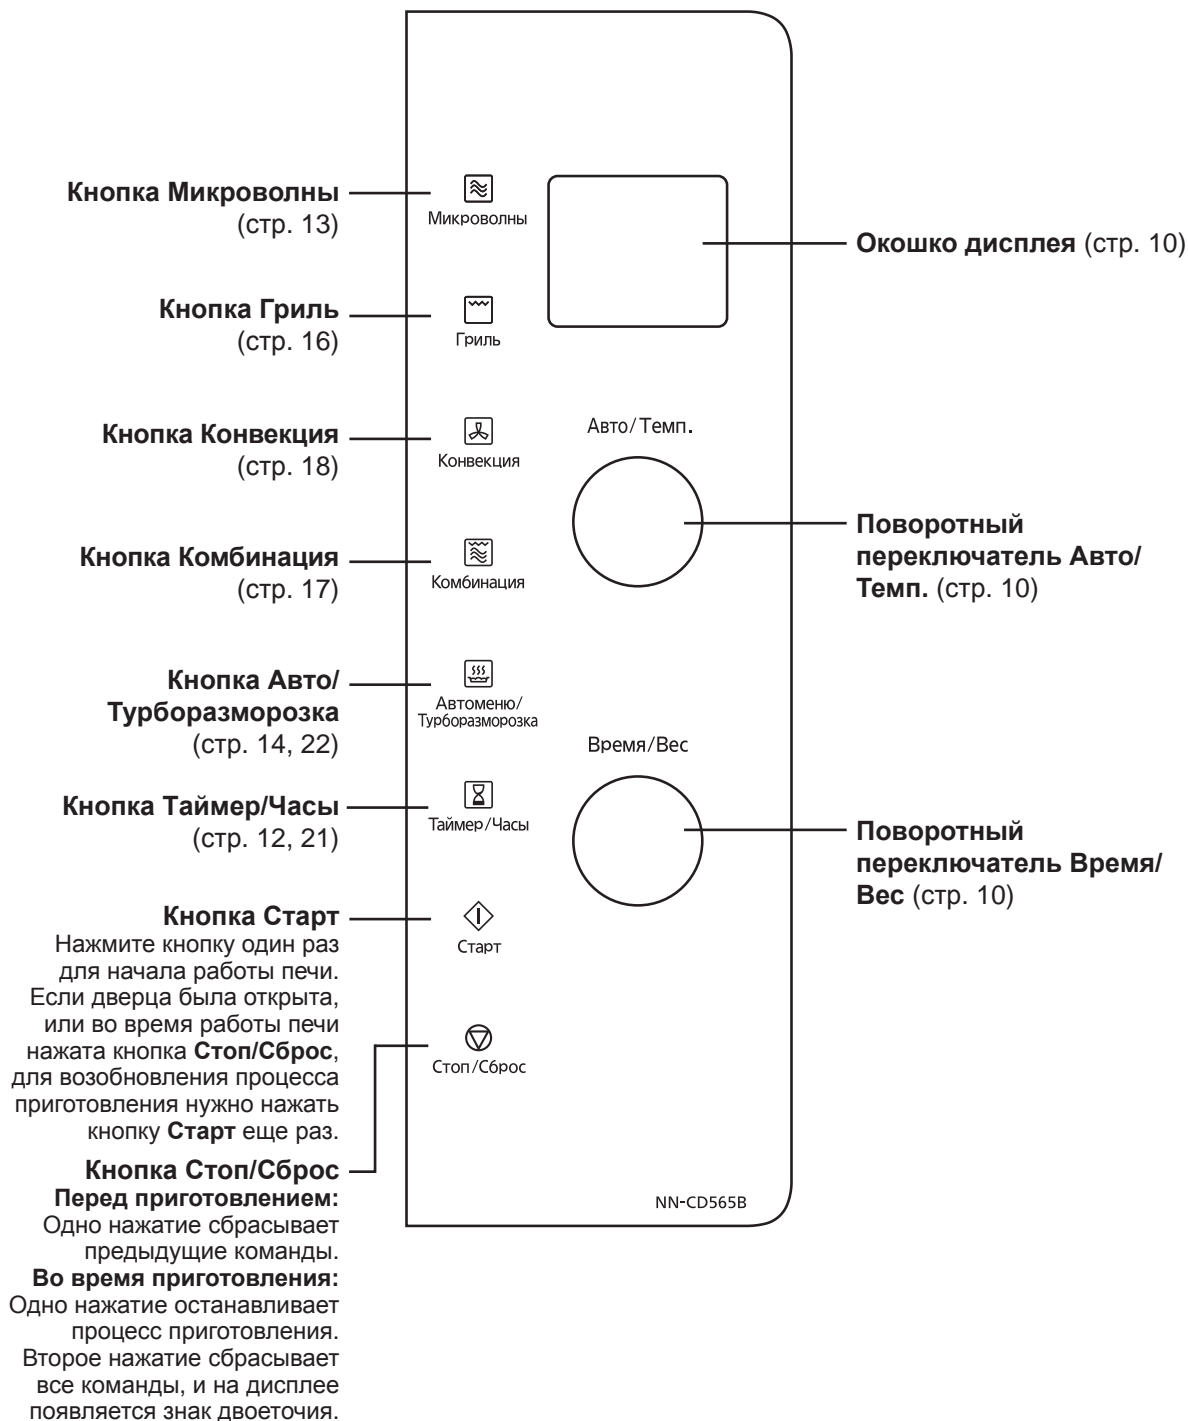 Кнопка Микроволны
(стр. 13)
Кнопка Гриль
(стр. 16)
Кнопка Конвекция
(стр. 18)
Кнопка Комбинация
(стр. 17)
Кнопка Авто/
Турборазморозка
(стр. 14, 22)
Кнопка Таймер/Часы
(стр. 12, 21)
Кнопка Старт
Нажмите кнопку один раз
для начала работы печи.
Если дверца была открыта,
или во время работы печи
нажата кнопка Стоп/Сброс,
для возобновления процесса
приготовления нужно нажать
кнопку Старт еще раз.
Кнопка Стоп/Сброс
Перед приготовлением:
Одно нажатие сбрасывает
предыдущие команды.
Во время приготовления:
Одно нажатие останавливает
процесс приготовления.
Второе нажатие сбрасывает
все команды, и на дисплее
появляется знак двоеточия.
Микроволны
Гриль
Конвекция
Комбинация
Автоменю/
Турборазморозка
Таймер/Часы
Старт
Стоп/Сброс
Авто/Темп.
Время/Вес
NN-CD565B
Окошко дисплея (стр. 10)
Поворотный
переключатель Авто/
Темп. (стр. 10)
Поворотный
переключатель Время/
Вес (стр. 10)